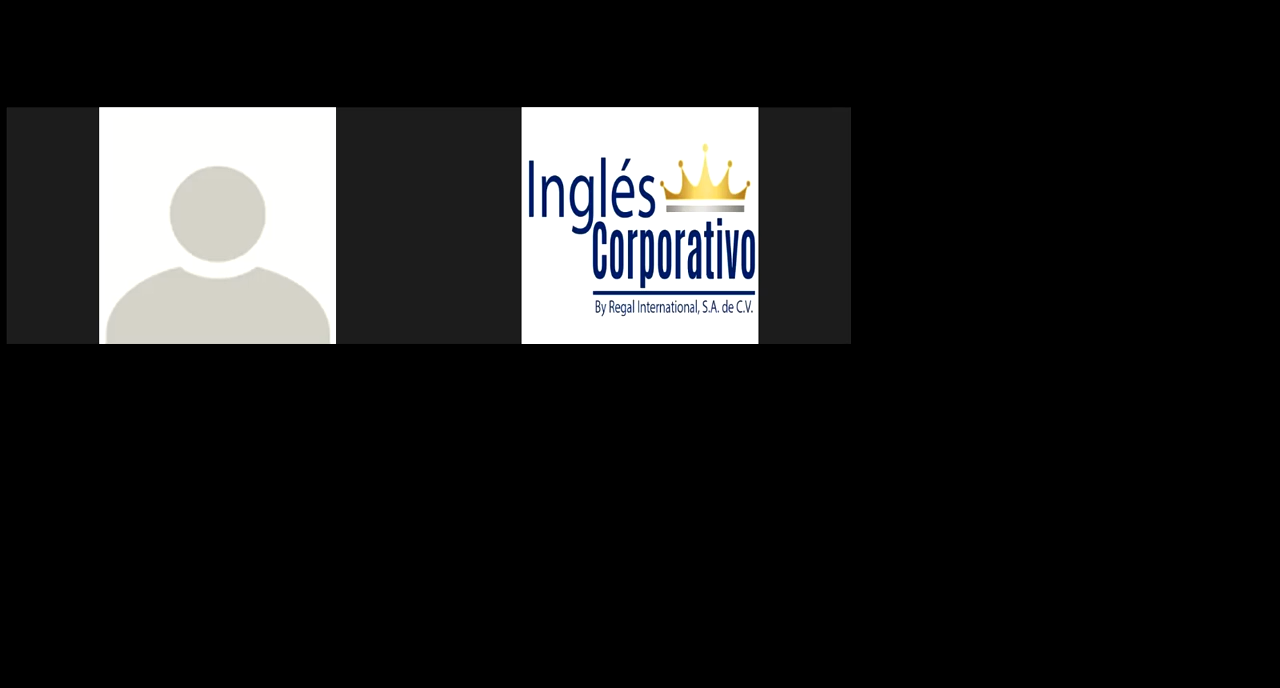 Inglés
Corporativo
By Regal International, S.A. de C.V.